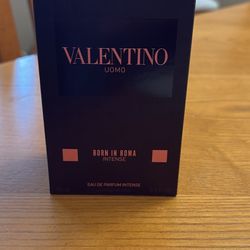 VALENTINO
UOMO
BORN IN ROMA
INTENSE
EAU DE PARFUM INTENSE